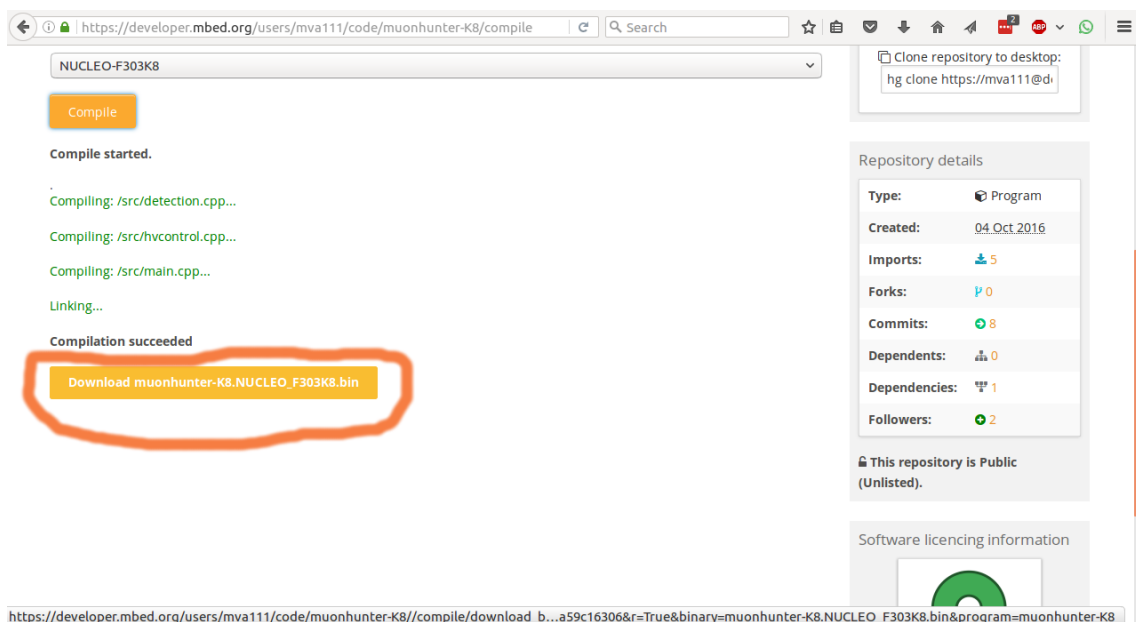 https://developer.mbed.org/users/mva111/code/muonhunter-K8/compile
Search
2
ABP
NUCLEO-F303K8
Compile
Compile started.
.
Compiling: /src/detection.cpp...
Compiling: /src/hvcontrol.cpp...
Compiling: /src/main.cpp...
Linking...
Compilation succeeded
Download muonhunter-K8.NUCLEO_F303K8.bin
Clone repository to desktop:
hg clone https://mva111@d
Repository details
Type: Program
Created: 04 Oct 2016
Imports: 5
Forks: 0
Commits: 8
Dependents: 0
Dependencies: 1
Followers: 2
This repository is Public
(Unlisted).
Software licencing information
https://developer.mbed.org/users/mva111/code/muonhunter-K8//compile/download_b...a59c16306&r=True&binary=muonhunter-K8.NUCLEO_F303K8.bin&program=muonhunter-K8